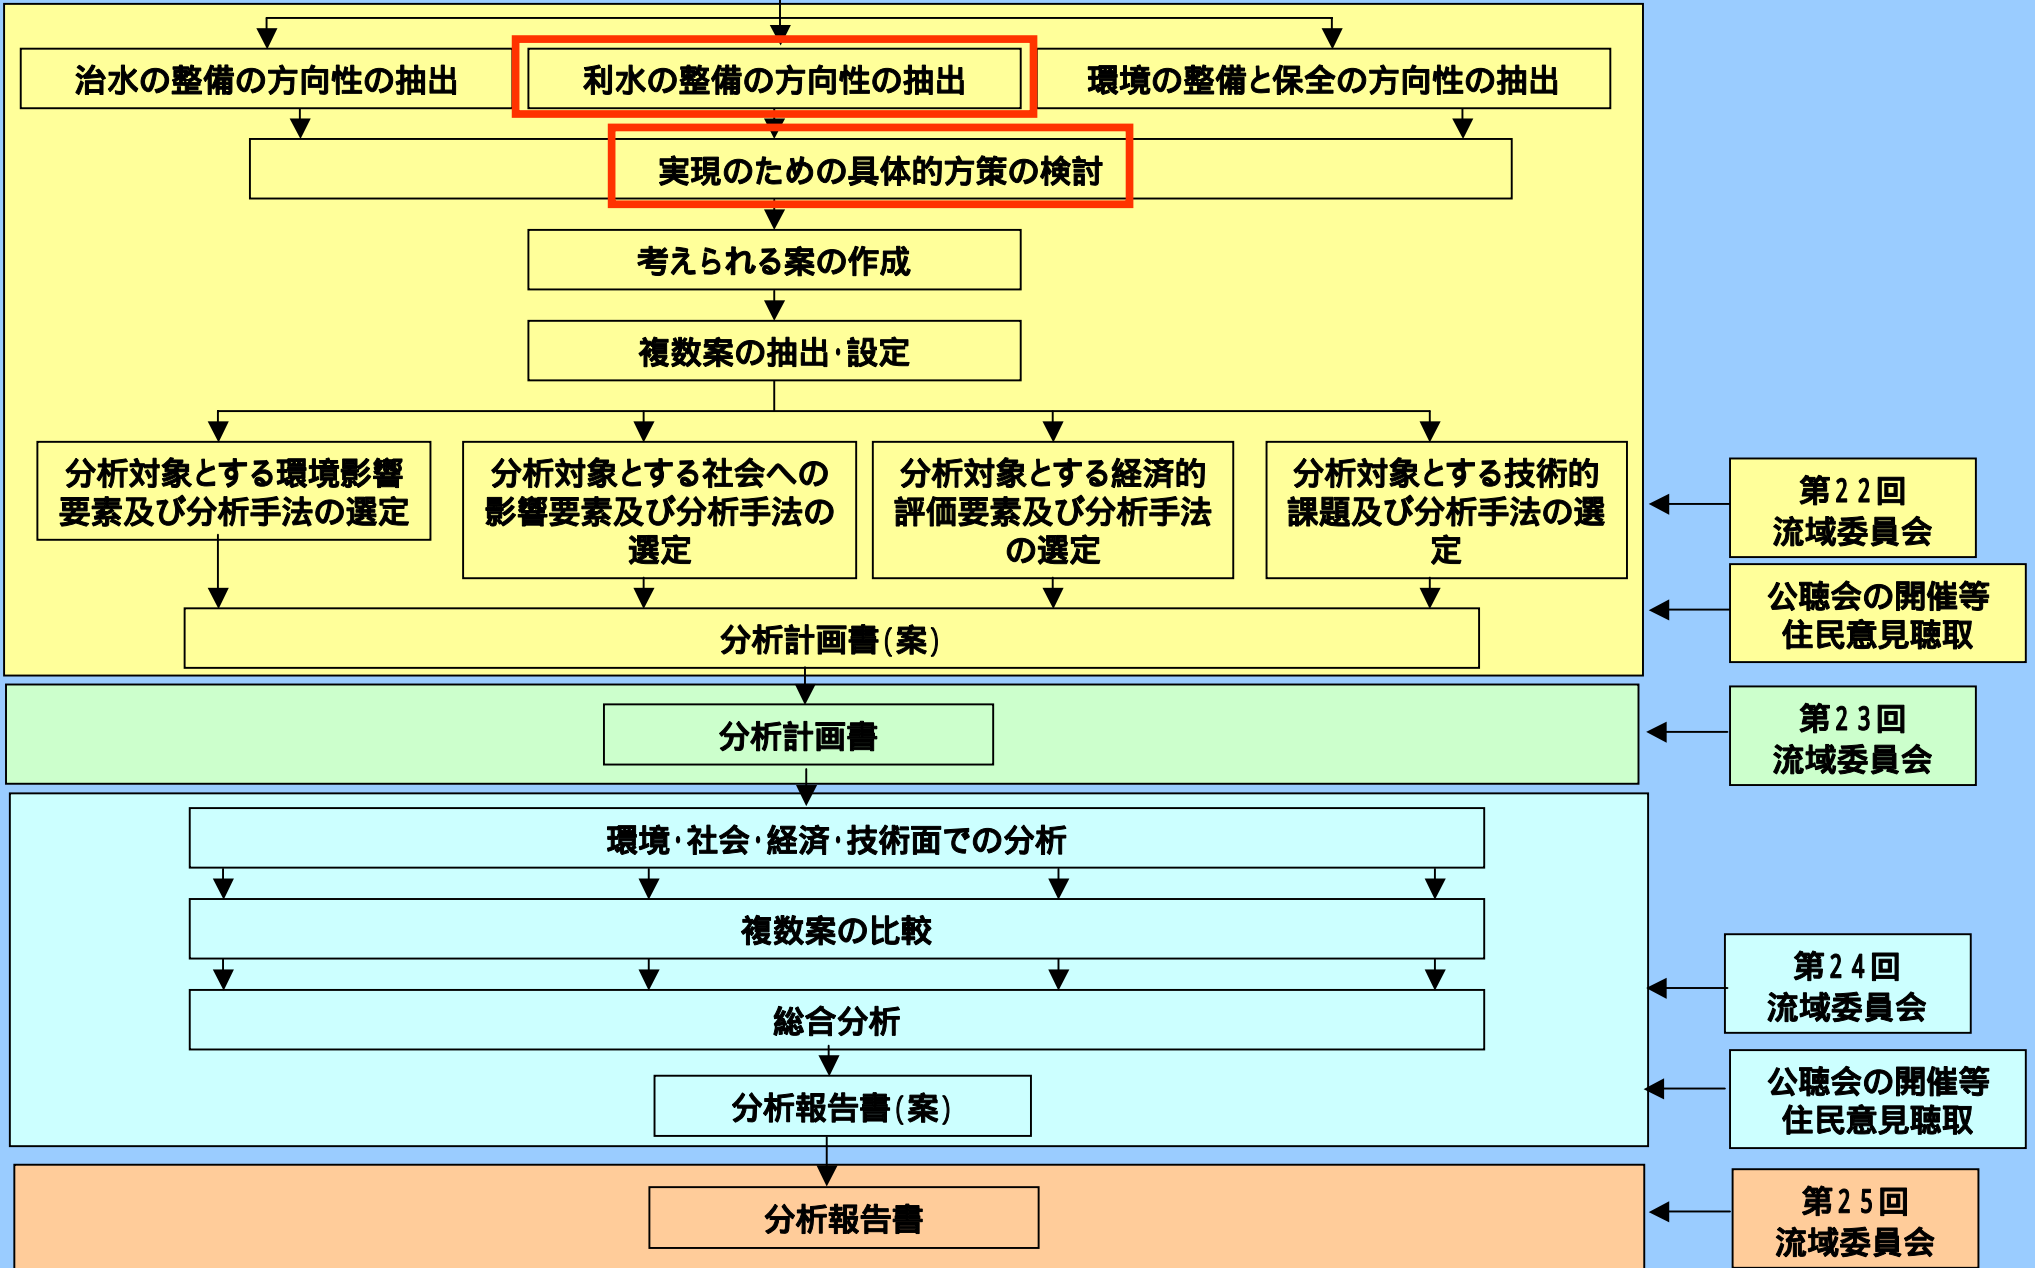 治水の整備の方向性の抽出
利水の整備の方向性の抽出
環境の整備と保全の方向性の抽出
実現のための具体的方策の検討
考えられる案の作成
複数案の抽出・設定
分析対象とする環境影響
要素及び分析手法の選定
分析対象とする社会への
影響要素及び分析手法の
選定
分析対象とする経済的
評価要素及び分析手法
の選定
分析対象とする技術的
課題及び分析手法の選
定
第２２回
流域委員会
公聴会の開催等
住民意見聴取
分析計画書(案)
分析計画書
第２３回
流域委員会
環境・社会・経済・技術面での分析
複数案の比較
総合分析
第２４回
流域委員会
分析報告書(案)
公聴会の開催等
住民意見聴取
分析報告書
第２５回
流域委員会